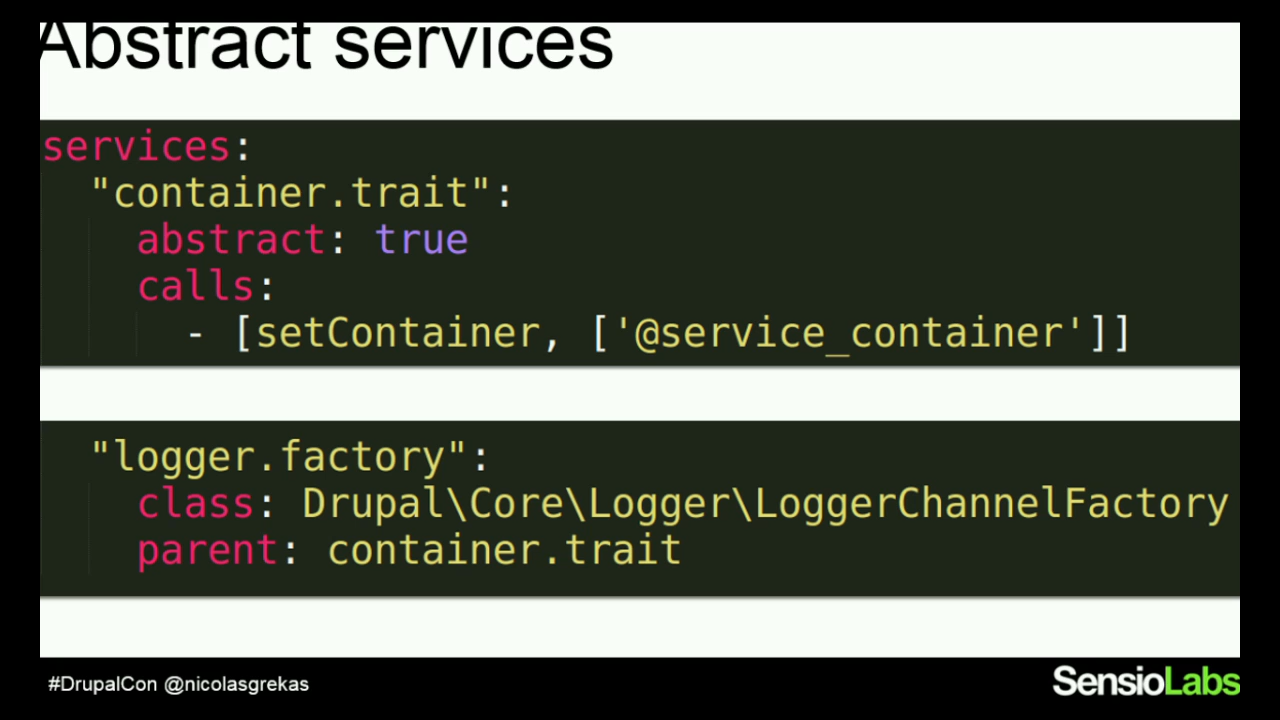 Abstract services
services:
"container.trait":
abstract: true
calls:
- [setContainer, ['@service_container']]
"logger.factory":
class: Drupal\Core\Logger\LoggerChannelFactory
parent: container.trait
#DrupalCon @nicolasgrekas
SensioLabs